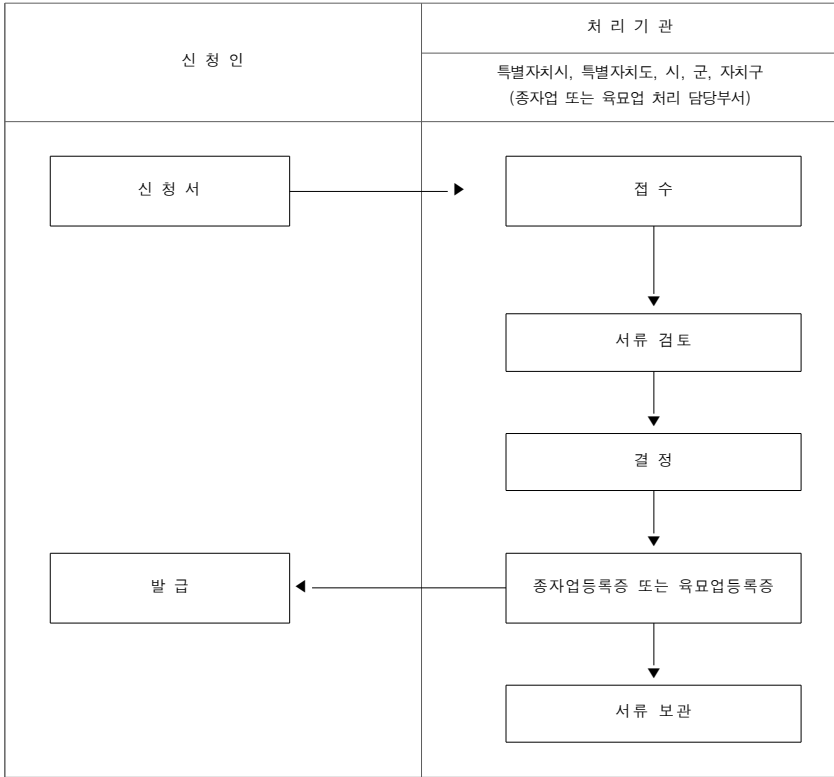 신 청 인
처 리 기 관
특별자치시, 특별자치도, 시, 군, 자치구
(종자업 또는 육묘업 처리 담당부서)
신 청 서
접 수
서류 검토
결 정
발 급
종자업등록증 또는 육묘업등록증
서류 보관